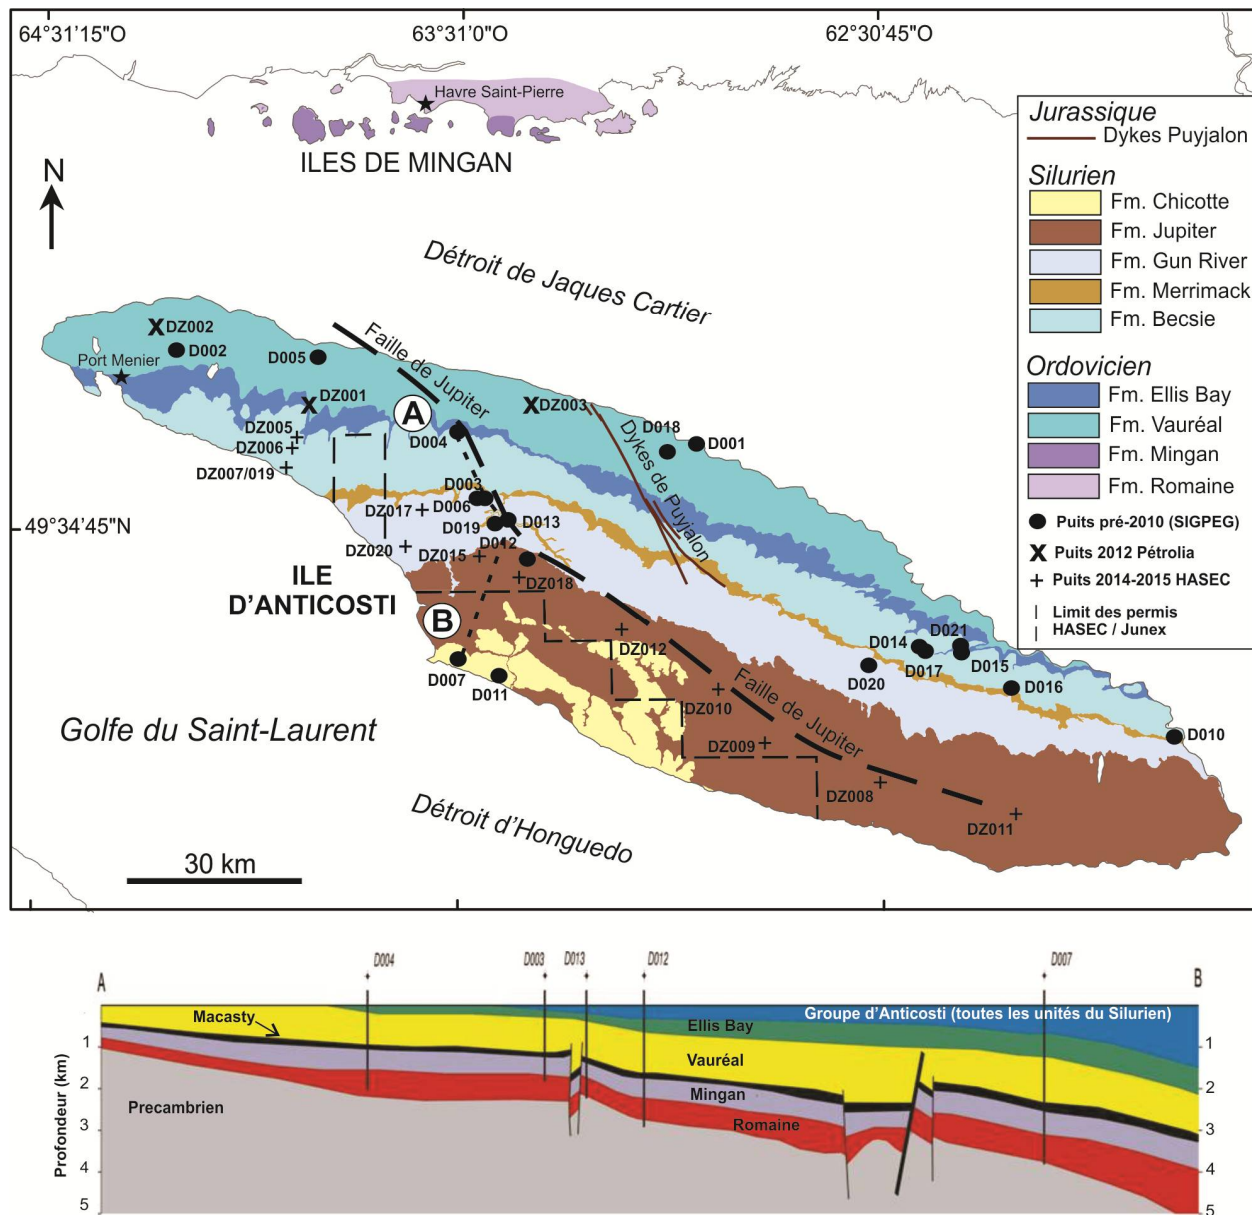 64°31'15"O
63°31'0"O
62°30'45"O
Havre Saint-Pierre
ILES DE MINGAN
N
Détroit de Jaques Cartier
Jurassique
Dykes Puyjalon
Silurien
Fm. Chicotte
Fm. Jupiter
Fm. Gun River
Fm. Merrimack
Fm. Becsie
Ordovicien
Fm. Ellis Bay
Fm. Vauréal
Fm. Mingan
Fm. Romaine
Puits pré-2010 (SIGPEG)
Puits 2012 Pétrolia
Puits 2014-2015 HASEC
Limit des permis
HASEC / Junex
DZ002
D002
D005
Port Menier
Faille de Jupiter
DZ001
A
DZ003
D018
D001
DZ005
DZ006
D004
DZ007/019
Dykes de Puyjalon
D003
DZ017
D006
D019
D013
49°34'45"N
DZ020
DZ015
D012
DZ018
ILE
D'ANTICOSTI
B
DZ012
D014
D021
D017
D015
D020
D016
D007
D011
DZ010
Faille de Jupiter
D010
DZ009
DZ008
DZ011
Golfe du Saint-Laurent
Détroit d'Honguedo
30 km
A
D004
D003
D013
D012
D007
B
Macasty
Ellis Bay
Groupe d'Anticosti (toutes les unités du Silurien)
Vauréal
Mingan
Romaine
Precambrien
Profondeur (km)
1
2
3
4
5
1
2
3
4
5